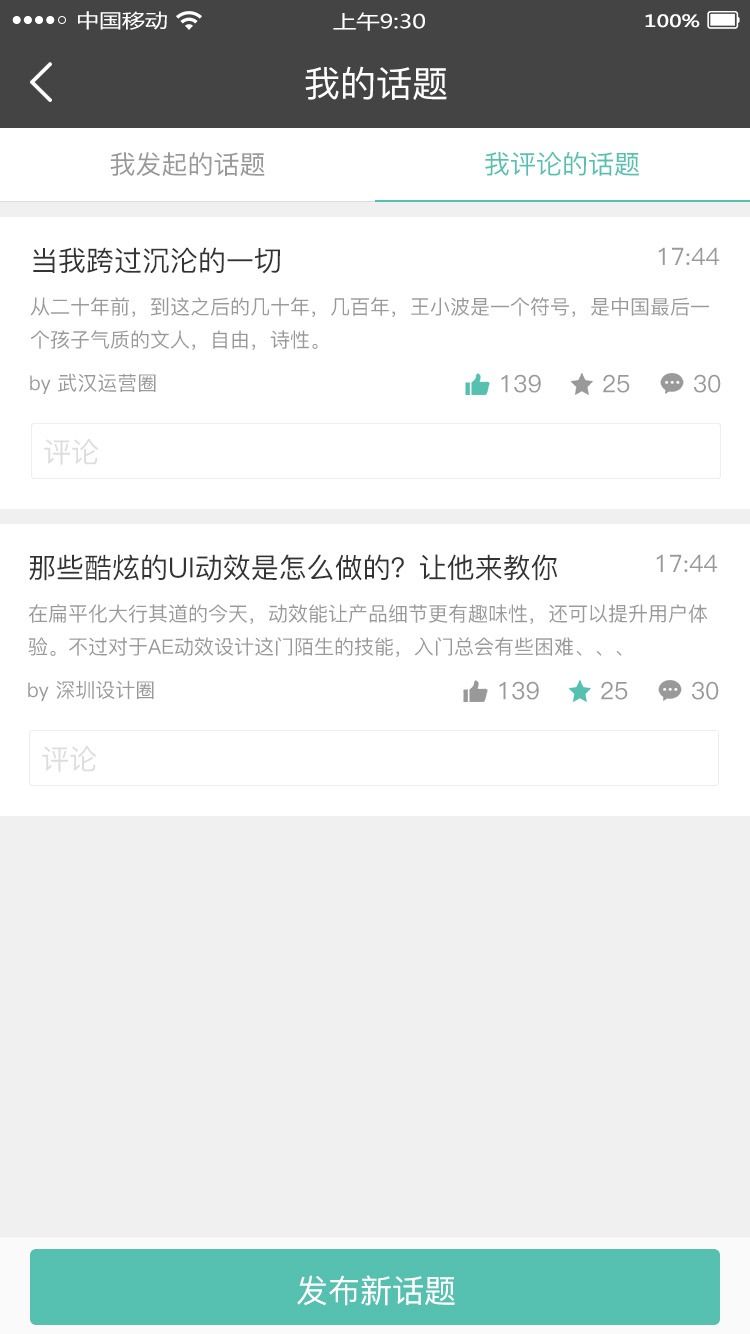 中国移动 上午9:30 100%
我的话题
我发起的话题 我评论的话题
当我跨过沉沦的一切 17:44
从二十年前，到这之后的几十年，几百年，王小波是一个符号，是中国最后一
个孩子气质的文人，自由，诗性。
by 武汉运营圈 139 25 30
评论
那些酷炫的UI动效是怎么做的？让他来教你 17:44
在扁平化大行其道的今天，动效能让产品细节更有趣味性，还可以提升用户体
验。不过对于AE动效设计这门陌生的技能，入门总会有些困难、、、
by 深圳设计圈 139 25 30
评论
发布新话题